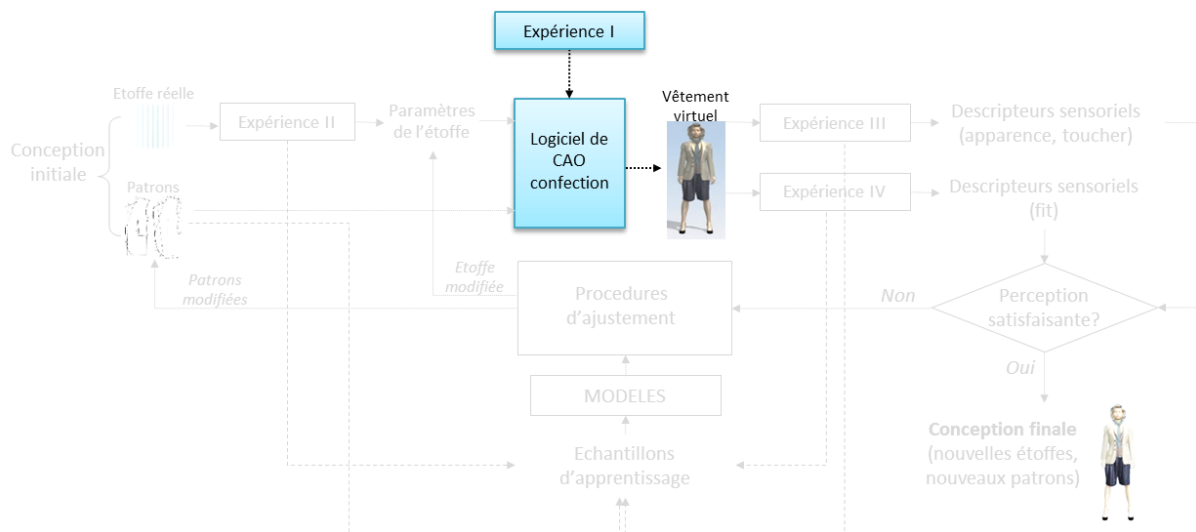 Expérience I
Etoffe réelle
Expérience II
Paramètres
de l'étoffe
Logiciel de
CAO
confection
Vêtement
virtuel
Expérience III
Descripteurs sensoriels
(apparence, toucher)
Conception
initiale
Patrons
Expérience IV
Descripteurs sensoriels
(fit)
Patrons
modifiées
Etoffe
modifiée
Procedures
d'ajustement
Non
Perception
satisfaisante?
Oui
MODELES
Echantillons
d'apprentissage
Conception finale
(nouvelles étoffes,
nouveaux patrons)